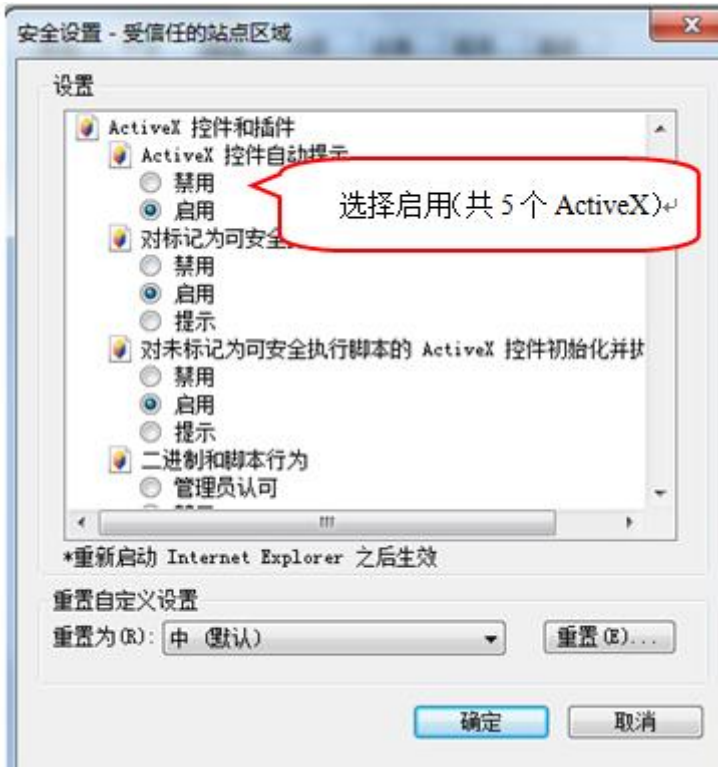 安全设置 - 受信任的站点区域
设置
ActiveX 控件和插件
ActiveX 控件自动提示
禁用
启用
选择启用(共 5 个 ActiveX)↵
对标记为可安全
禁用
启用
提示
对未标记为可安全执行脚本的 ActiveX 控件初始化并执
禁用
启用
提示
二进制和脚本行为
管理员认可
*重新启动 Internet Explorer 之后生效
重置自定义设置
重置为(R):
中 (默认)
重置(E)...
确定
取消